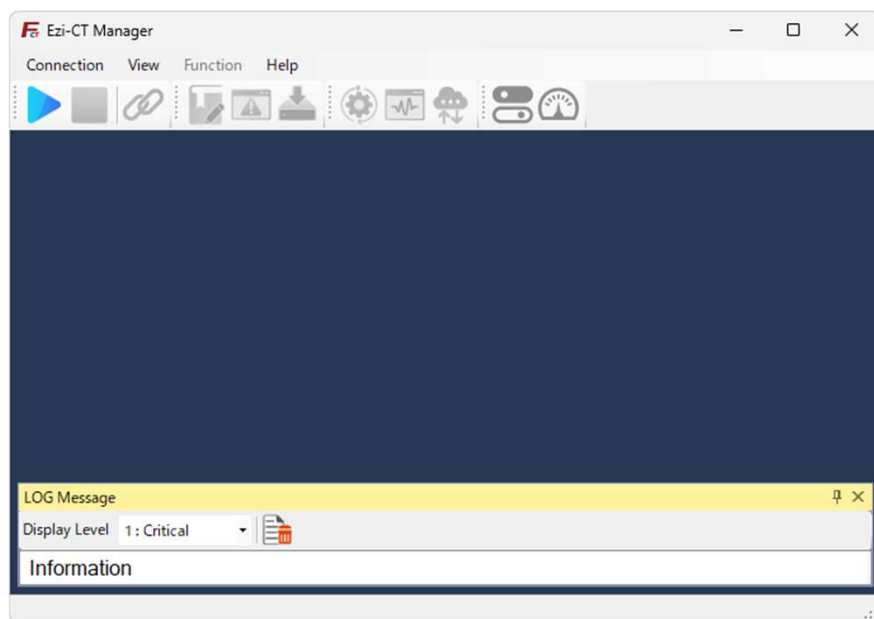 Ezi-CT Manager
Connection View Function Help
LOG Message
Display Level 1 : Critical
Information